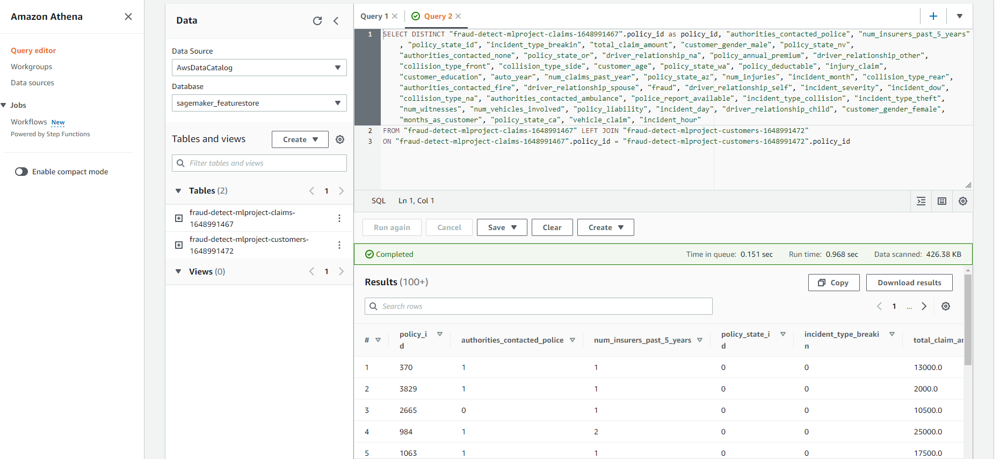 Amazon Athena
Query editor
Workgroups
Data sources
Jobs
Workflows New
Powered by Step Functions
Enable compact mode
Data
Data Source
AwsDataCatalog
Database
sagemaker_featurestore
Tables and views
Create
Filter tables and views
Tables (2)
1
fraud-detect-mlproject-claims-
1648991467
fraud-detect-mlproject-customers-
1648991472
Views (0)
1
Query 1
Query 2
1 SELECT DISTINCT "fraud-detect-mlproject-claims-1648991467".policy_id as policy_id, "authorities_contacted_police", "num_insurers_past_5_years"
, "policy_state_id", "incident_type_breakin", "total_claim_amount", "customer_gender_male", "policy_state_nv",
"authorities_contacted_none", "policy_state_or", "driver_relationship_na", "policy_annual_premium", "driver_relationship_other",
"collision_type_front", "collision_type_side", "customer_age", "policy_state_wa", "policy_deductable", "injury_claim",
"customer_education", "auto_year", "num_claims_past_year", "policy_state_az", "num_injuries", "incident_month", "collision_type_rear",
"authorities_contacted_fire", "driver_relationship_spouse", "fraud", "driver_relationship_self", "incident_severity", "incident_dow",
"collision_type_na", "authorities_contacted_ambulance", "police_report_available", "incident_type_collision", "incident_type_theft",
"num_witnesses", "num_vehicles_involved", "policy_liability", "incident_day", "driver_relationship_child", "customer_gender_female",
"months_as_customer", "policy_state_ca", "vehicle_claim", "incident_hour"
2 FROM "fraud-detect-mlproject-claims-1648991467" LEFT JOIN "fraud-detect-mlproject-customers-1648991472"
3 ON "fraud-detect-mlproject-claims-1648991467".policy_id = "fraud-detect-mlproject-customers-1648991472".policy_id
SQL Ln 1, Col 1
Run again Cancel Save Clear Create
Completed Time in queue: 0.151 sec Run time: 0.968 sec Data scanned: 426.38 KB
Results (100+)
Copy Download results
Search rows
1 ...
# policy_id authorities_contacted_police num_insurers_past_5_years policy_state_id incident_type_breakin total_claim_a
1 370 1 1 0 0 13000.0
2 3829 1 1 0 0 2000.0
3 2665 0 1 0 0 10500.0
4 984 1 2 0 0 25000.0
5 1063 1 1 0 0 17500.0